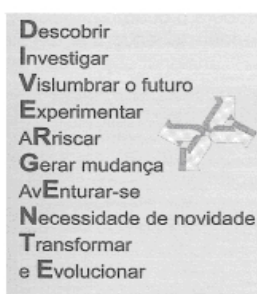 Descobrir
Investigar
Vislumbrar o futuro
Experimentar
ARriscar
Gerar mudança
AvEnturar-se
Necessidade de novidade
Transformar
e Evolucionar